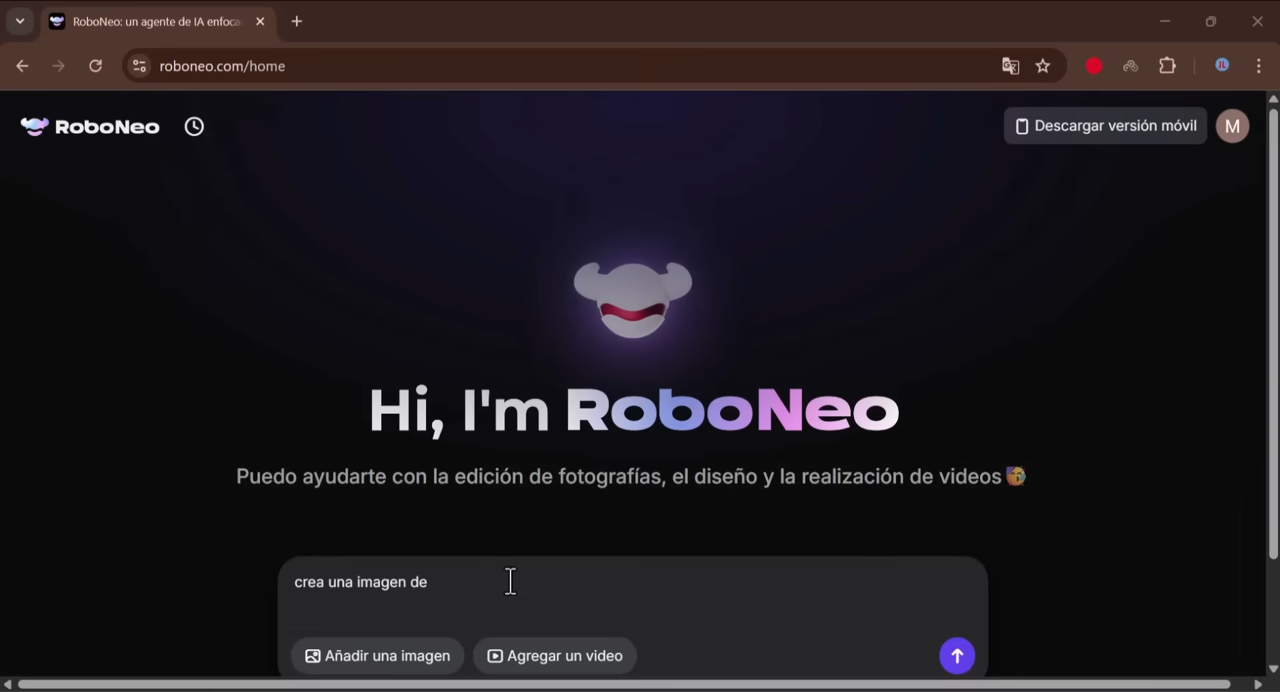 RoboNeo: un agente de IA enfoca
roboneo.com/home
JL
RoboNeo
Descargar versión móvil
M
Hi, I'm RoboNeo
Puedo ayudarte con la edición de fotografías, el diseño y la realización de videos
crea una imagen de
Añadir una imagen
Agregar un video